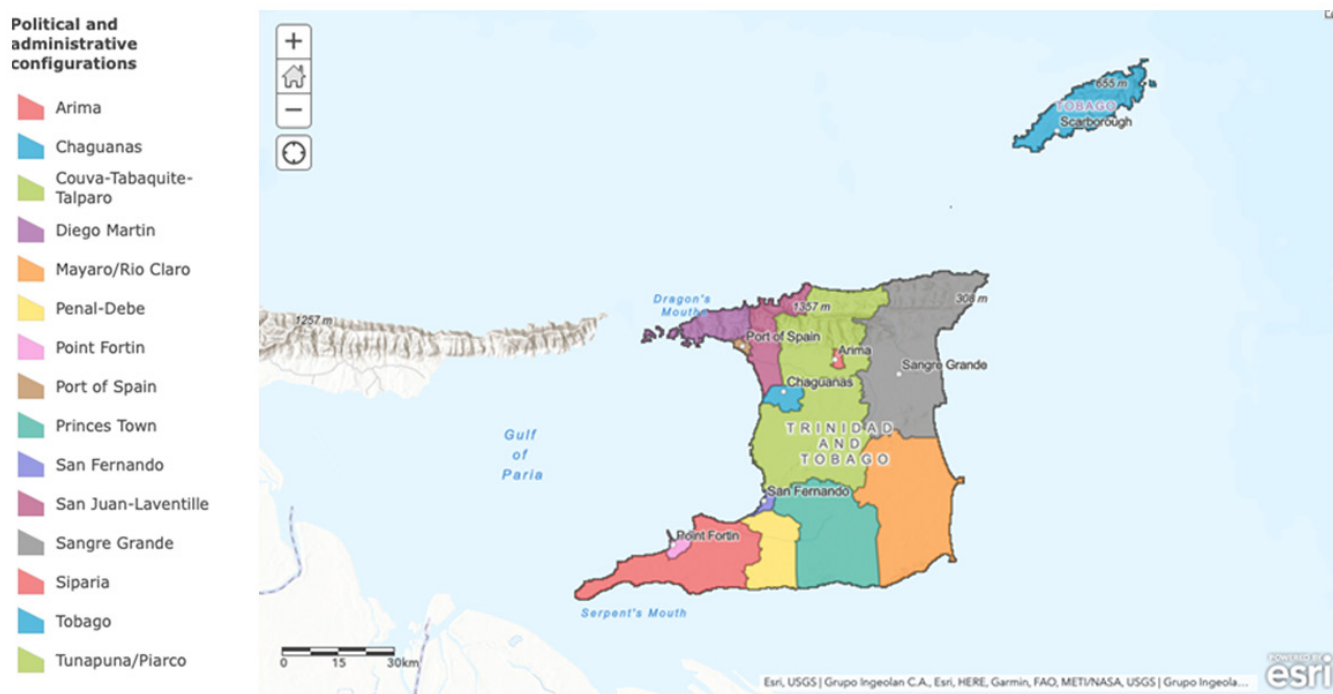 Political and
administrative
configurations
Arima
Chaguanas
Couva-Tabaquite-
Talparo
Diego Martin
Mayaro/Rio Claro
Penal-Debe
Point Fortin
Port of Spain
Princes Town
San Fernando
San Juan-Laventille
Sangre Grande
Siparia
Tobago
Tunapuna/Piarco
655 m
TOBAGO
Scarborough
Dragon's
Mouths
1257 m
1357 m
308 m
Port of Spain
Arima
Sangre Grande
Chaguanas
TRINIDAD
AND
TOBAGO
Gulf
of
Paria
San Fernando
Point Fortin
Serpent's Mouth
0 15 30km
Esri, USGS | Grupo Ingeolan C.A., Esri, HERE, Garmin, FAO, METI/NASA, USGS | Grupo Ingeola...
POWERED BY
esri